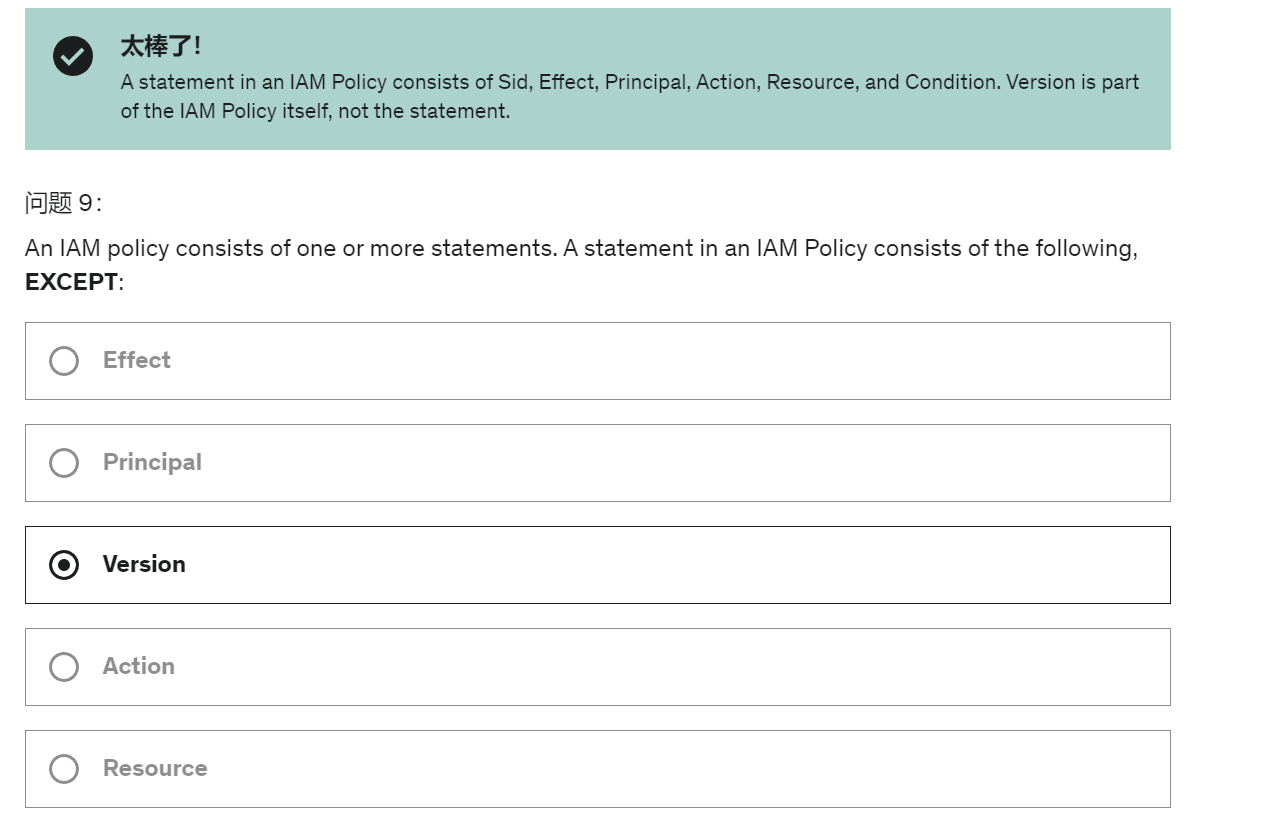 太棒了!
A statement in an IAM Policy consists of Sid, Effect, Principal, Action, Resource, and Condition. Version is part
of the IAM Policy itself, not the statement.
问题 9：
An IAM policy consists of one or more statements. A statement in an IAM Policy consists of the following,
EXCEPT:
Effect
Principal
Version
Action
Resource